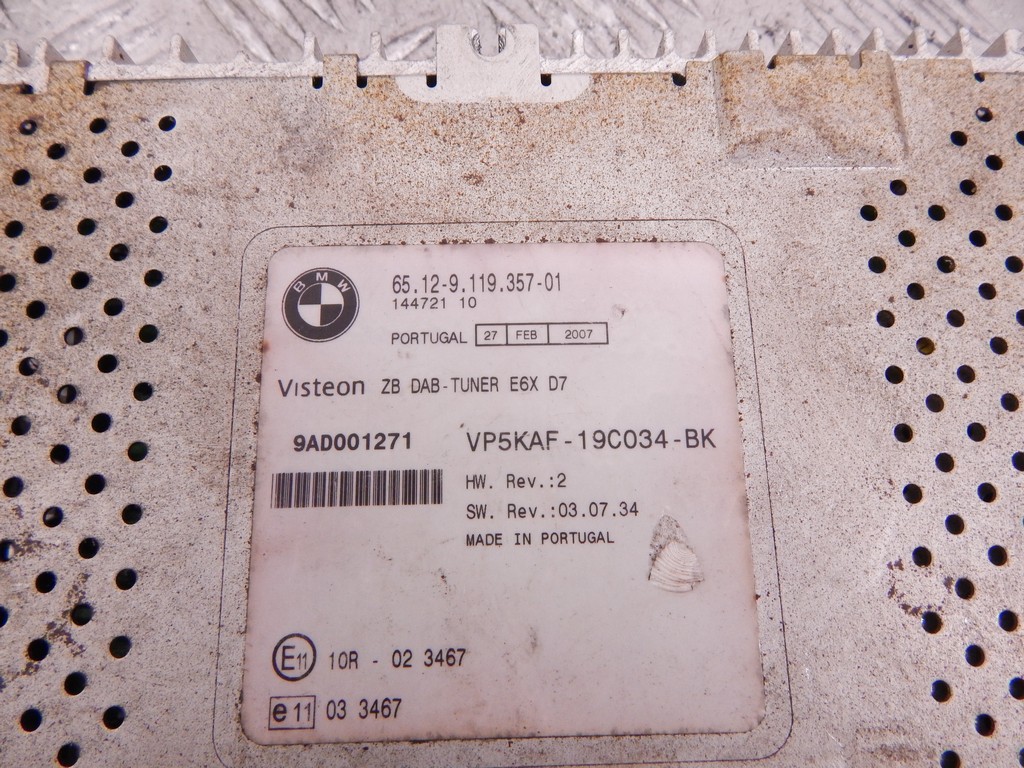 BMW
65.12-9.119.357-01
144721 10
PORTUGAL 27 FEB 2007
Visteon ZB DAB-TUNER E6X D7
9AD001271 VP5KAF-19C034-BK
HW. Rev.:2
SW. Rev.:03.07.34
MADE IN PORTUGAL
E11 10R - 02 3467
e11 03 3467